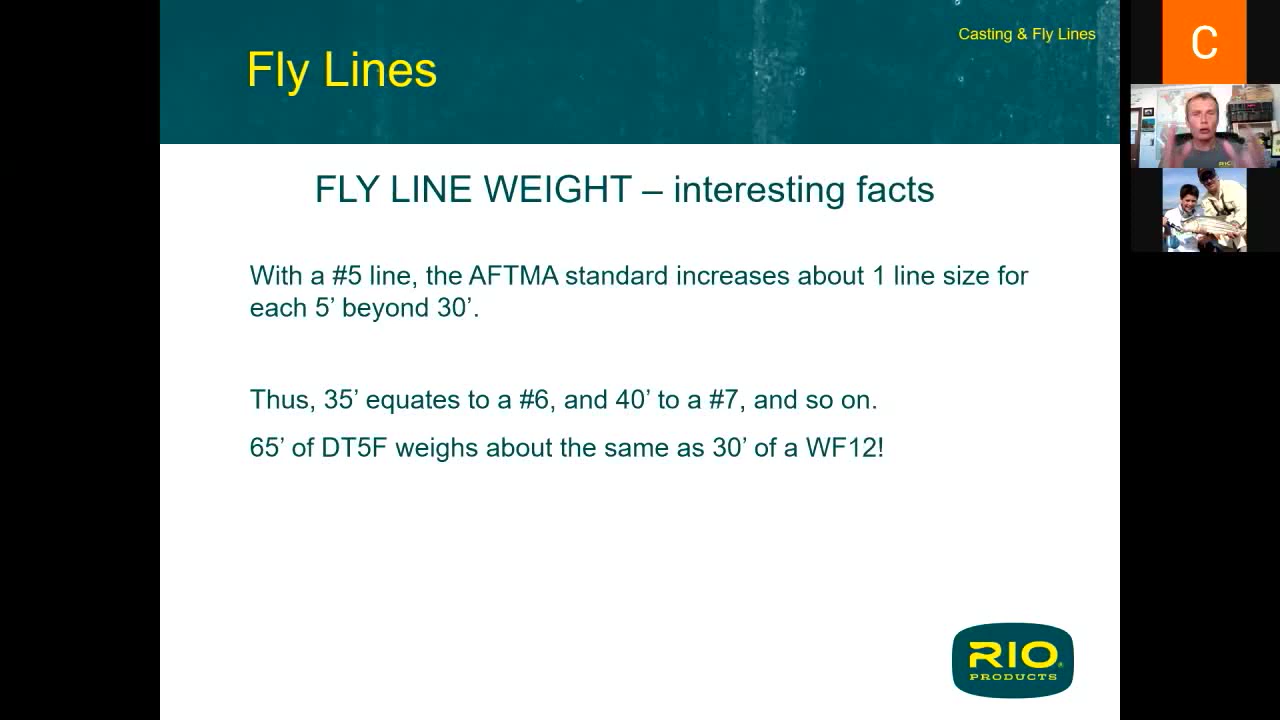 Casting & Fly Lines
Fly Lines
FLY LINE WEIGHT – interesting facts
With a #5 line, the AFTMA standard increases about 1 line size for
each 5’ beyond 30’.
Thus, 35’ equates to a #6, and 40’ to a #7, and so on.
65’ of DT5F weighs about the same as 30’ of a WF12!
RIO
PRODUCTS
C
RIO